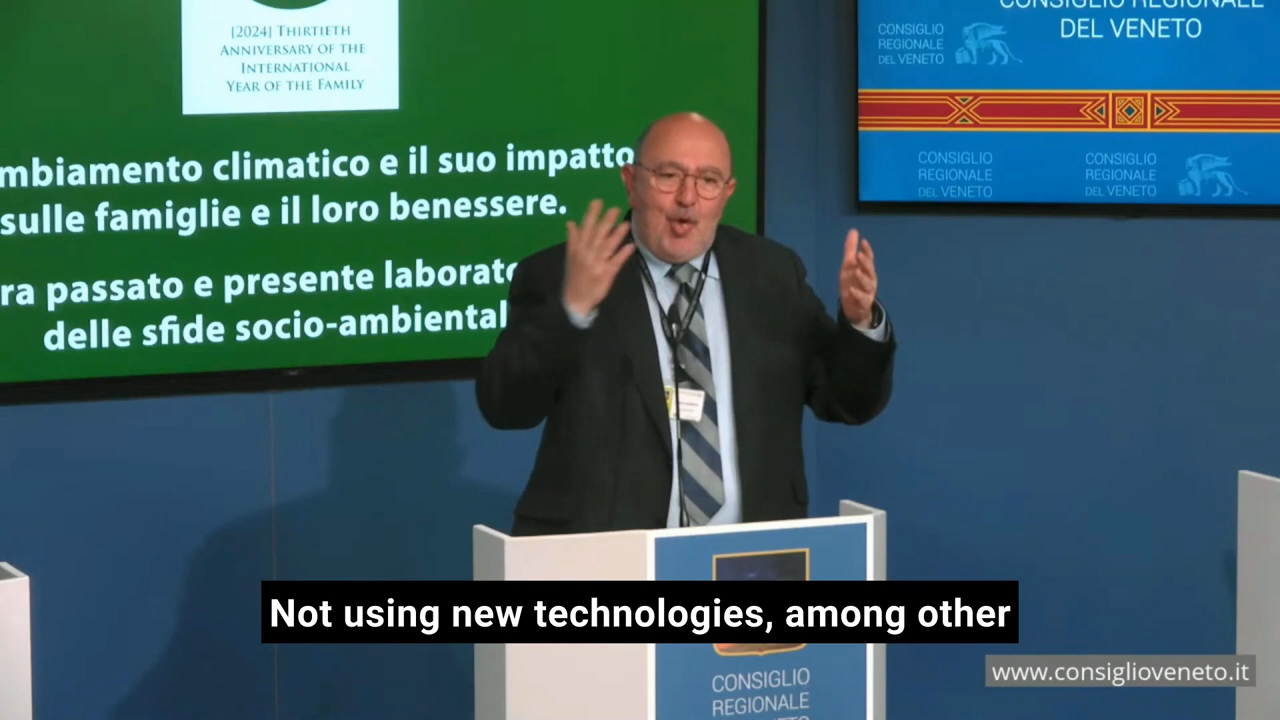 [2024] THIRTIETH
ANNIVERSARY OF THE
INTERNATIONAL
YEAR OF THE FAMILY
mbiamento climatico e il suo impatto
sulle famiglie e il loro benessere.
ra passato e presente laborato
delle sfide socio-ambiental
CONSIGLIO REGIONALE
DEL VENETO
CONSIGLIO
REGIONALE
DEL VENETO
CONSIGLIO
REGIONALE
DEL VENETO
CONSIGLIO
REGIONALE
DEL VENETO
Not using new technologies, among other
www.consiglioveneto.it
CONSIGLIO
REGIONALE